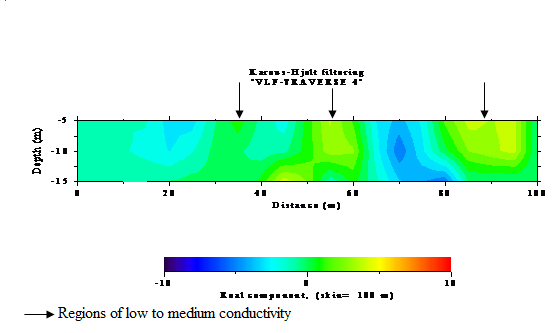 Karous-Hjelt filtering
"VLF-TRAVERSE 4"
-5
-10
-15
Depth (m)
0 20 40 60 80 100
Distance (m)
-10 0 10
Real component, (skin= 100 m)
Regions of low to medium conductivity